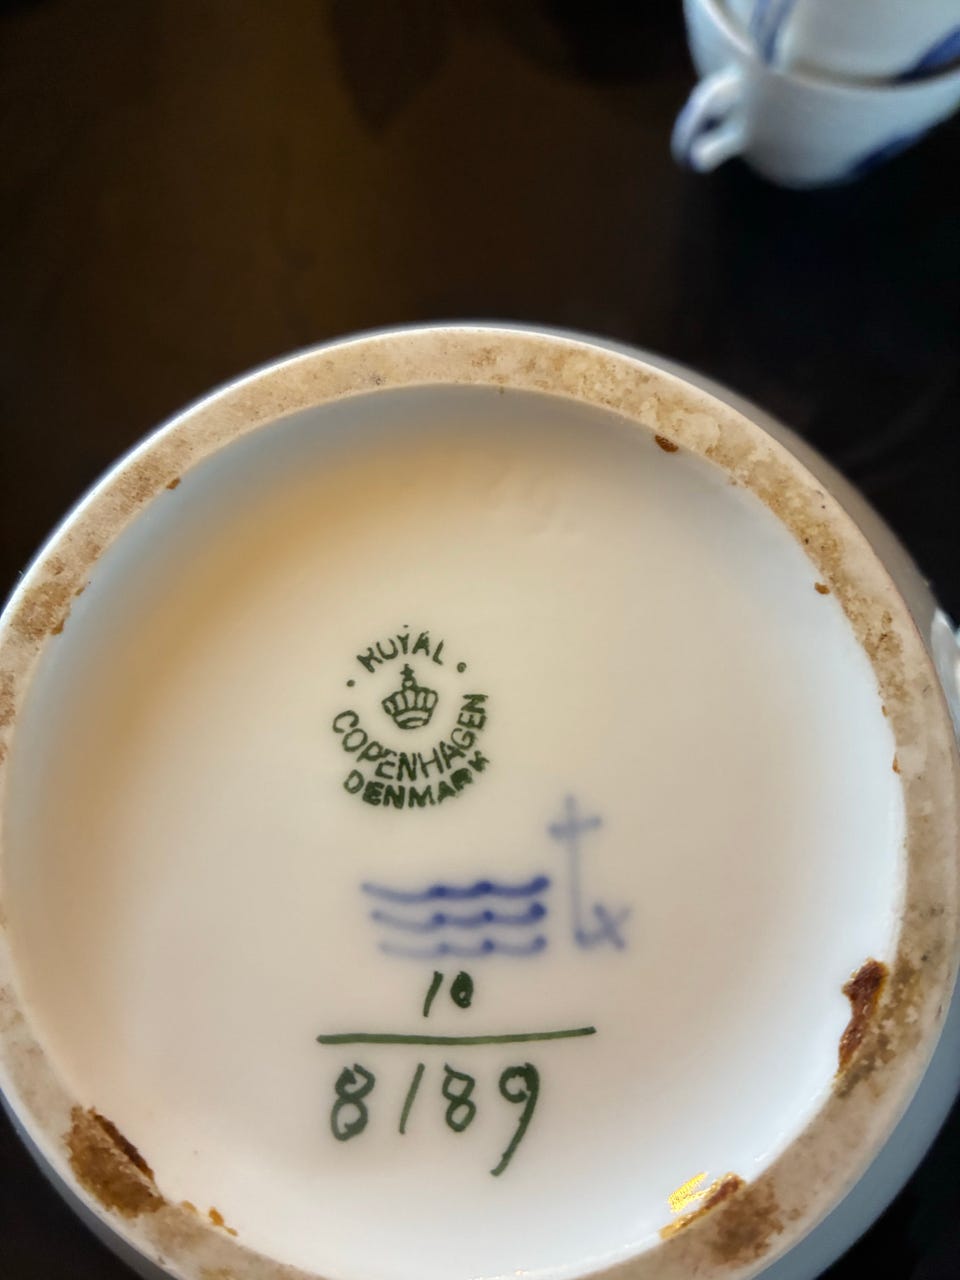 ROYAL
COPENHAGEN
DENMARK
10
8189